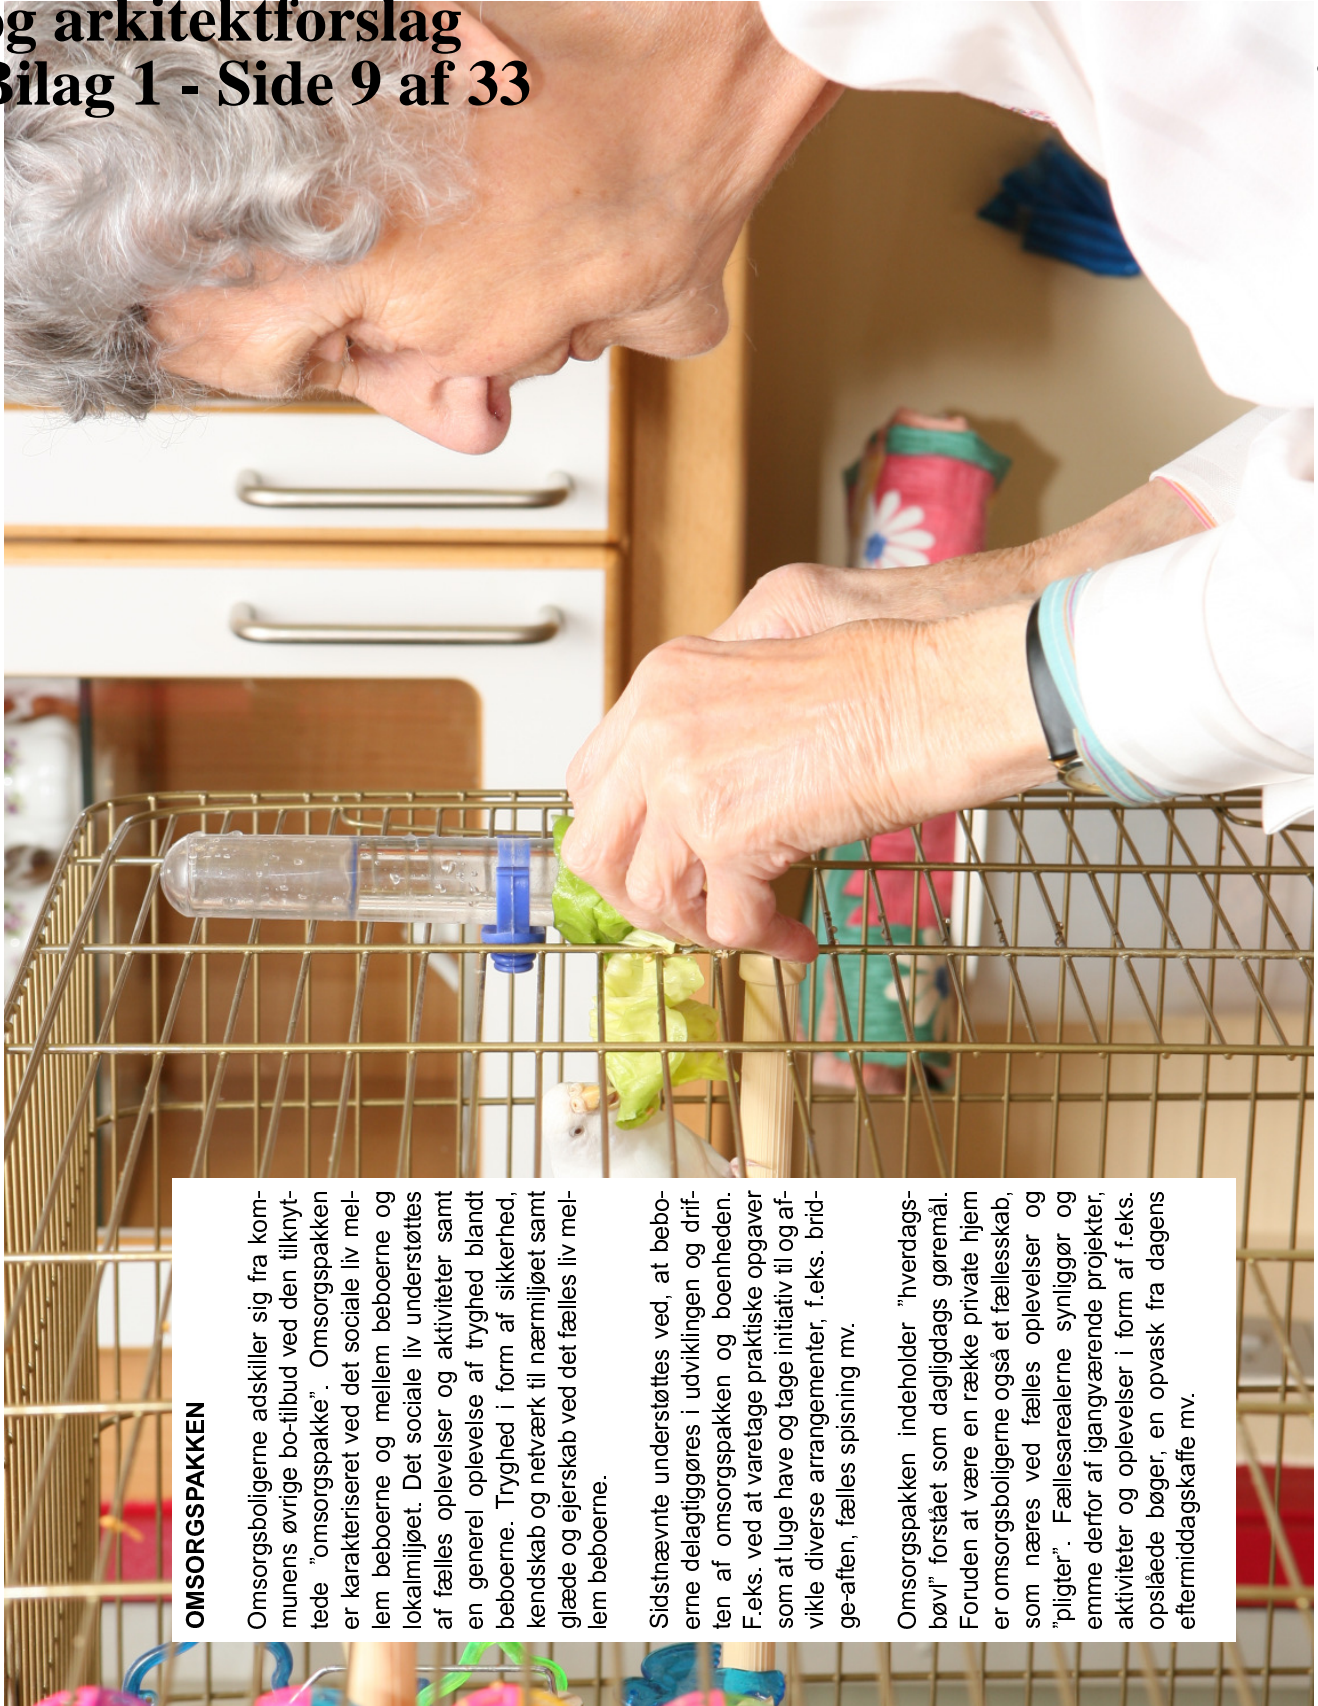 og arkitektforslag
Bilag 1 - Side 9 af 33
OMSORGSPAKKEN
Omsorgsboligerne adskiller sig fra kom-
munens øvrige bo-tilbud ved den tilknyt-
tede ”omsorgspakke”. Omsorgspakken
er karakteriseret ved det sociale liv mel-
lem beboerne og mellem beboerne og
lokalmiljøet. Det sociale liv understøttes
af fælles oplevelser og aktiviteter samt
en generel oplevelse af tryghed blandt
beboerne. Tryghed i form af sikkerhed,
kendskab og netværk til nærmiljøet samt
glæde og ejerskab ved det fælles liv mel-
lem beboerne.
Sidstnævnte understøttes ved, at bebo-
erne delagtiggøres i udviklingen og drif-
ten af omsorgspakken og boenheden.
F.eks. ved at varetage praktiske opgaver
som at luge have og tage initiativ til og af-
vikle diverse arrangementer, f.eks. brid-
ge-aften, fælles spisning mv.
Omsorgspakken indeholder ”hverdags-
bøvl” forstået som dagligdags gøremål.
Foruden at være en række private hjem
er omsorgsboligerne også et fællesskab,
som næres ved fælles oplevelser og
”pligter”. Fællesarealerne synliggør og
emme derfor af igangværende projekter,
aktiviteter og oplevelser i form af f.eks.
opslåede bøger, en opvask fra dagens
eftermiddagskaffe mv.